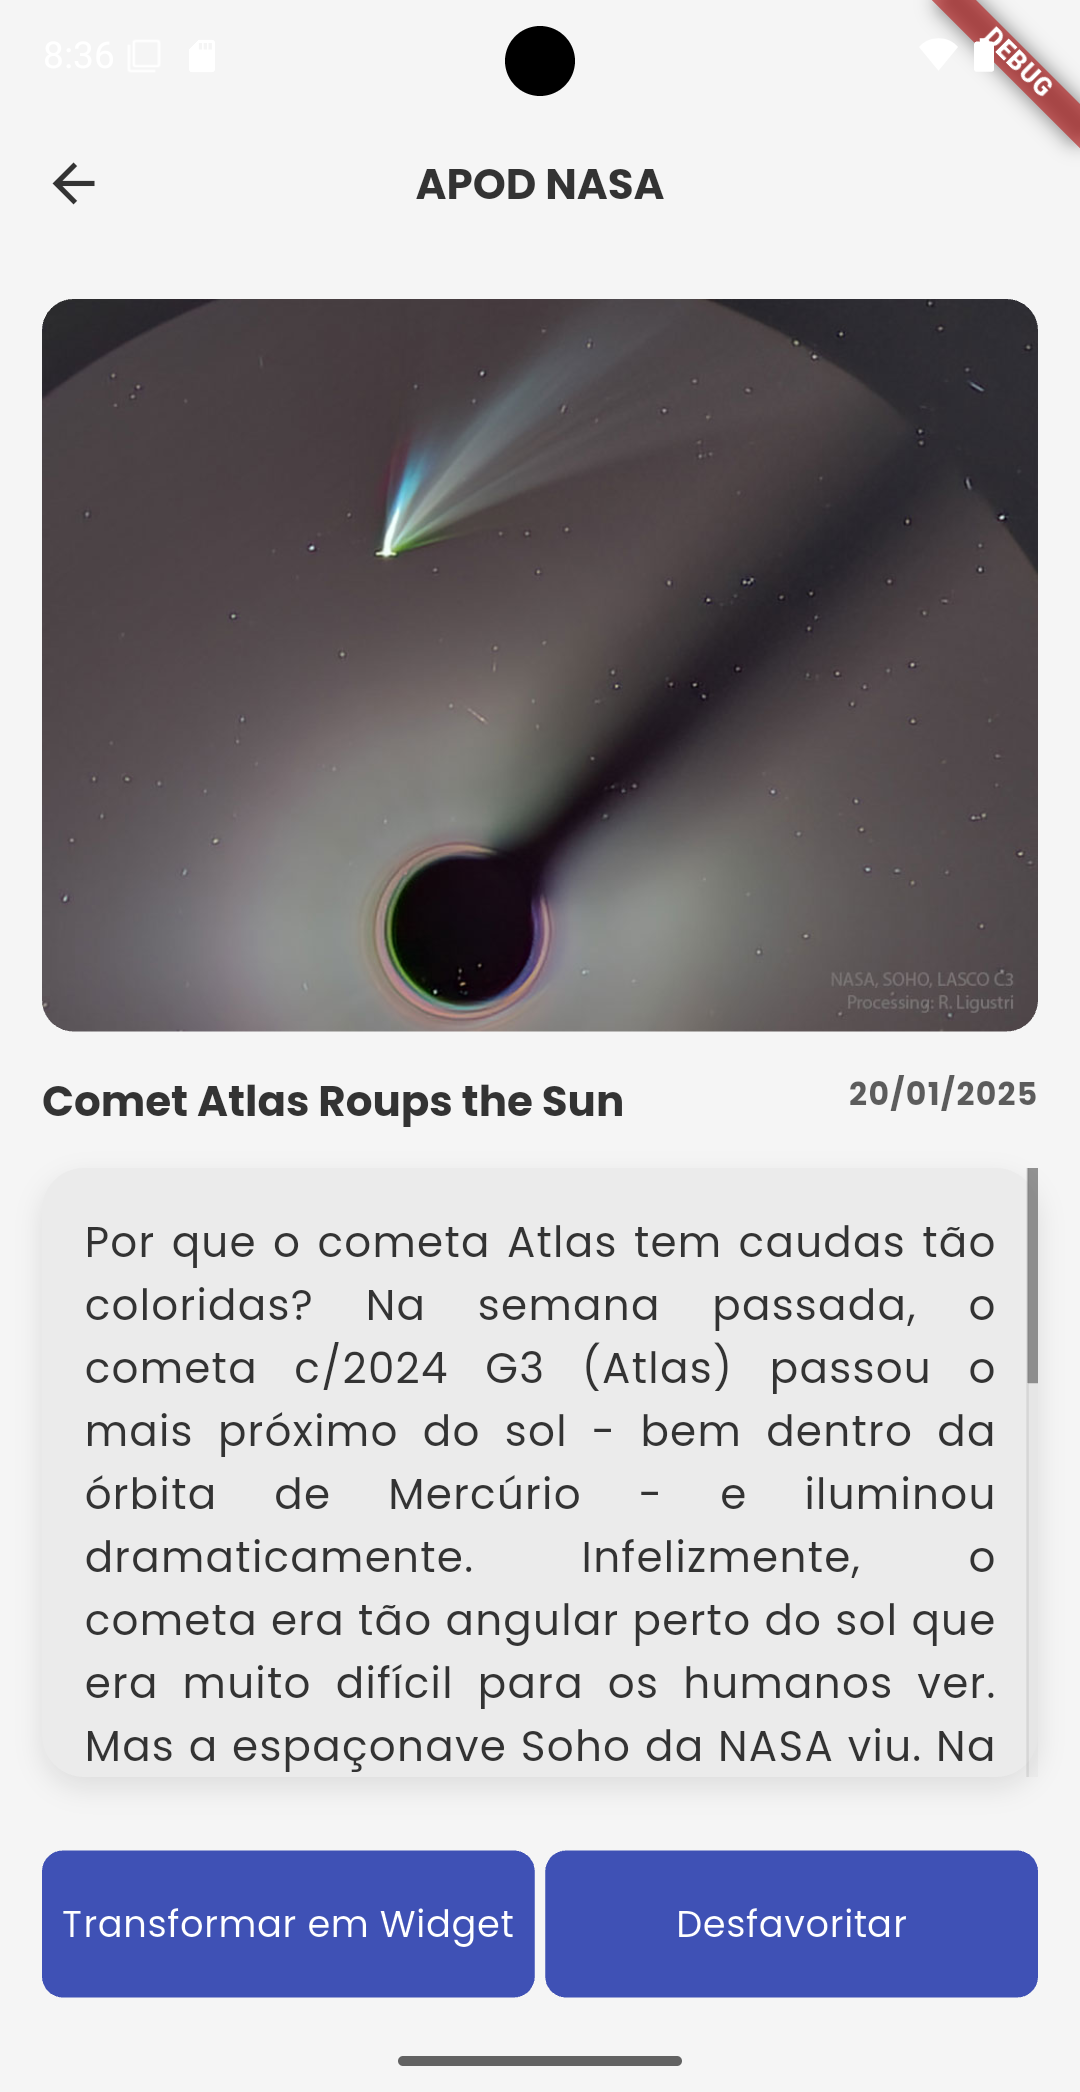 8:36
DEBUG
APOD NASA
NASA, SOHO, LASCO C3
Processing: R. Ligustri
Comet Atlas Roups the Sun
20/01/2025
Por que o cometa Atlas tem caudas tão
coloridas? Na semana passada, o
cometa c/2024 G3 (Atlas) passou o
mais próximo do sol - bem dentro da
órbita de Mercúrio - e iluminou
dramaticamente. Infelizmente, o
cometa era tão angular perto do sol que
era muito difícil para os humanos ver.
Mas a espaçonave Soho da NASA viu. Na
Transformar em Widget
Desfavoritar